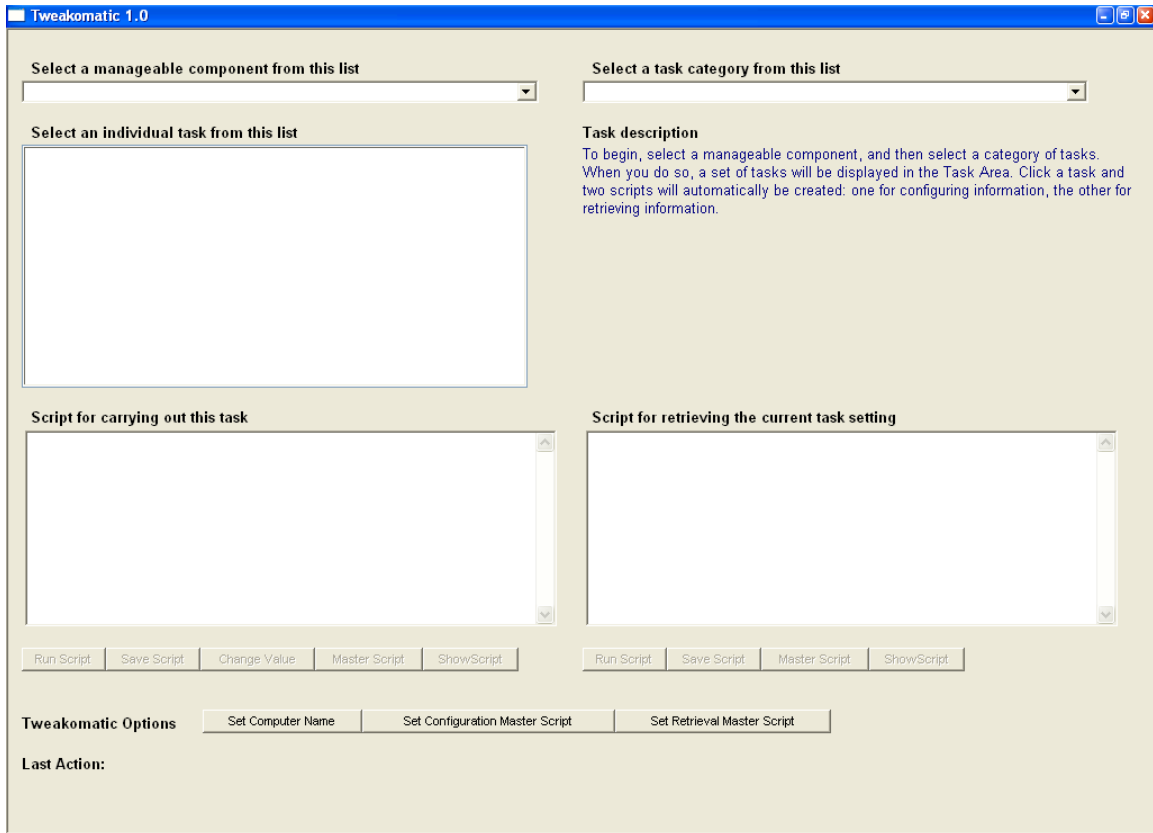 Tweakomatic 1.0
Select a manageable component from this list
Select a task category from this list
Select an individual task from this list
Task description
To begin, select a manageable component, and then select a category of tasks.
When you do so, a set of tasks will be displayed in the Task Area. Click a task and
two scripts will automatically be created: one for configuring information, the other for
retrieving information.
Script for carrying out this task
Script for retrieving the current task setting
Run Script Save Script Change Value Master Script ShowScript
Run Script Save Script Master Script ShowScript
Tweakomatic Options Set Computer Name Set Configuration Master Script Set Retrieval Master Script
Last Action: